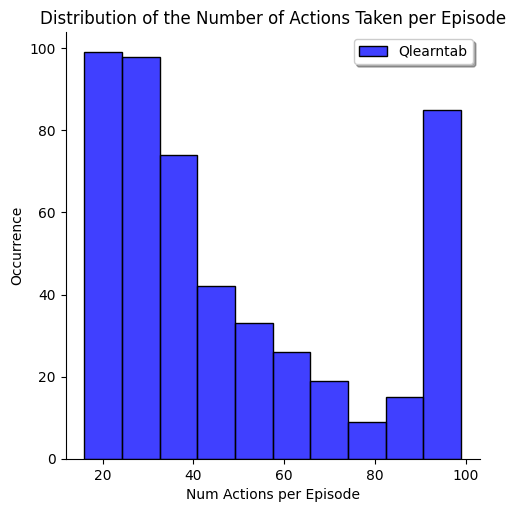 Distribution of the Number of Actions Taken per Episode
Qlearntab
Occurrence
100
80
60
40
20
0
20 40 60 80 100
Num Actions per Episode